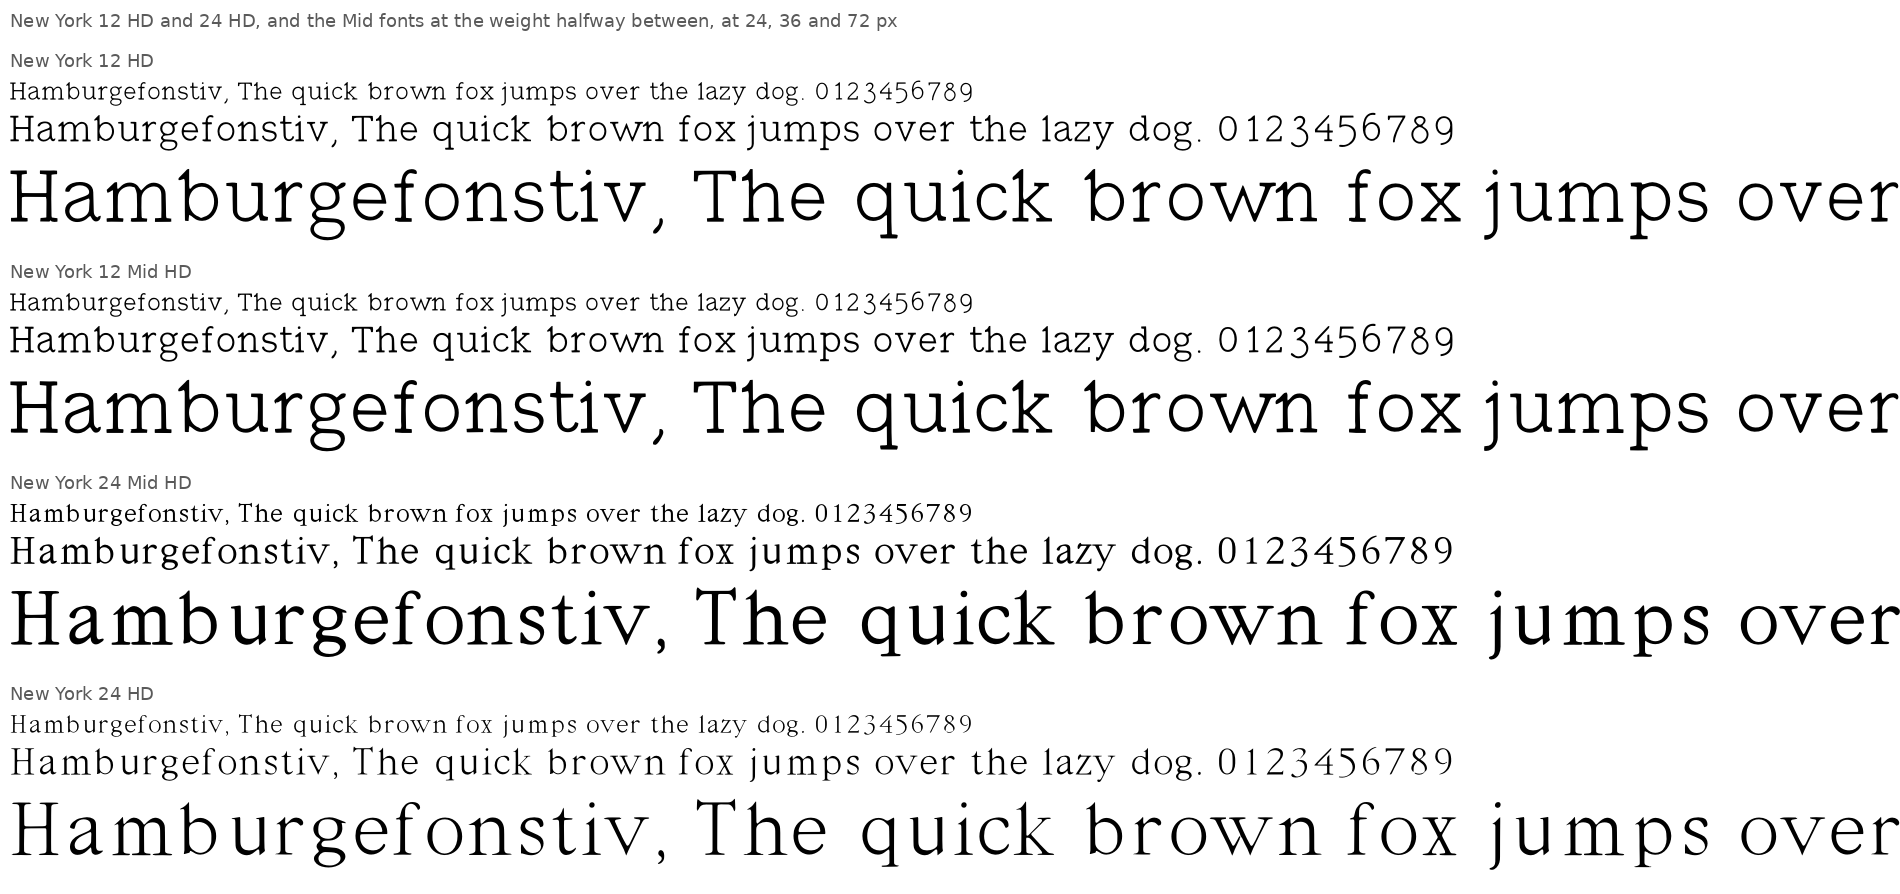 New York 12 HD and 24 HD, and the Mid fonts at the weight halfway between, at 24, 36 and 72 px
New York 12 HD
Hamburgefonstiv, The quick brown fox jumps over the lazy dog. 0123456789
Hamburgefonstiv, The quick brown fox jumps over the lazy dog. 0123456789
Hamburgefonstiv, The quick brown fox jumps over
New York 12 Mid HD
Hamburgefonstiv, The quick brown fox jumps over the lazy dog. 0123456789
Hamburgefonstiv, The quick brown fox jumps over the lazy dog. 0123456789
Hamburgefonstiv, The quick brown fox jumps over
New York 24 Mid HD
Hamburgefonstiv, The quick brown fox jumps over the lazy dog. 0123456789
Hamburgefonstiv, The quick brown fox jumps over the lazy dog. 0123456789
Hamburgefonstiv, The quick brown fox jumps over
New York 24 HD
Hamburgefonstiv, The quick brown fox jumps over the lazy dog. 0123456789
Hamburgefonstiv, The quick brown fox jumps over the lazy dog. 0123456789
Hamburgefonstiv, The quick brown fox jumps over